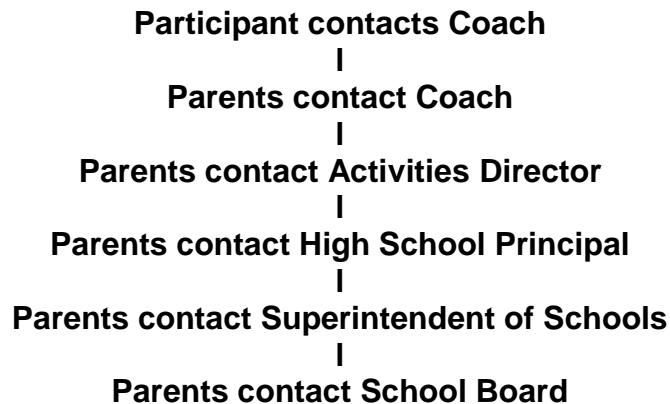 Participant contacts Coach
I
Parents contact Coach
I
Parents contact Activities Director
I
Parents contact High School Principal
I
Parents contact Superintendent of Schools
I
Parents contact School Board